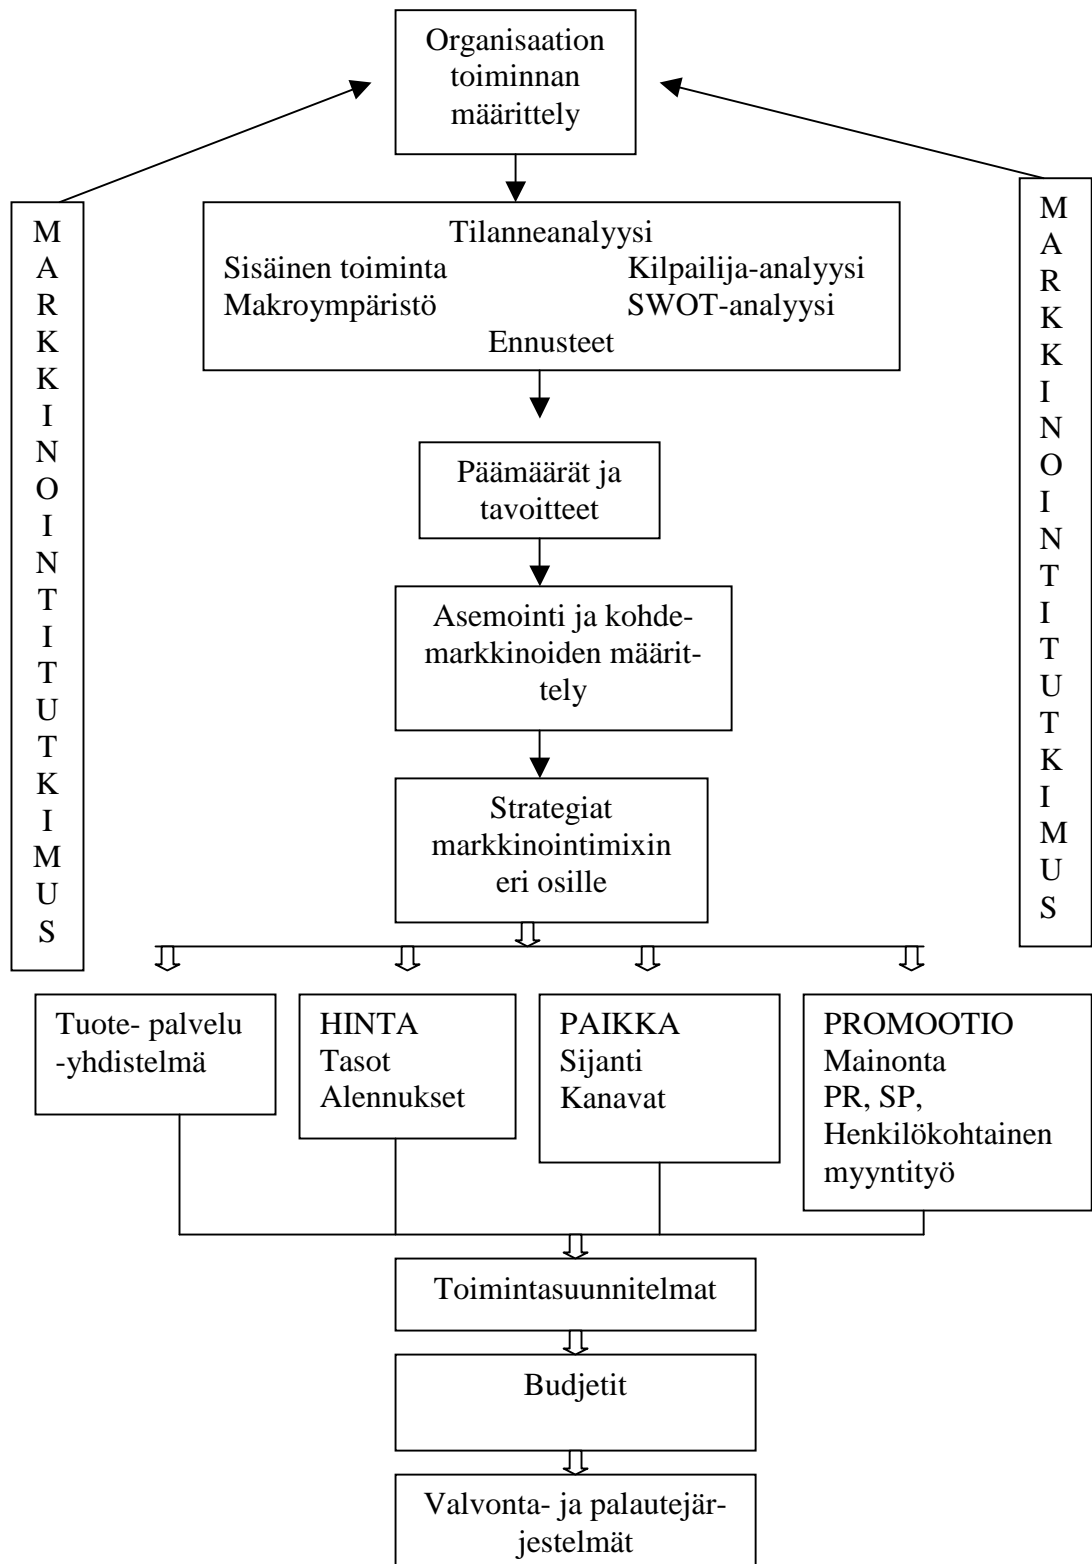 Organisaation
toiminnan
määrittely
MARKKINOINTITUTKIMUS
Tilanneanalyysi
Sisäinen toiminta Kilpailija-analyysi
Makroympäristö SWOT-analyysi
Ennusteet
MARKKINOINTITUTKIMUS
Päämäärät ja
tavoitteet
Asemointi ja kohde-
markkinoiden määrit-
tely
Strategiat
markkinointimixin
eri osille
Tuote- palvelu
-yhdistelmä
HINTA
Tasot
Alennukset
PAIKKA
Sijanti
Kanavat
PROMOOTIO
Mainonta
PR, SP,
Henkilökohtainen
myyntityö
Toimintasuunnitelmat
Budjetit
Valvonta- ja palautejär-
jestelmät